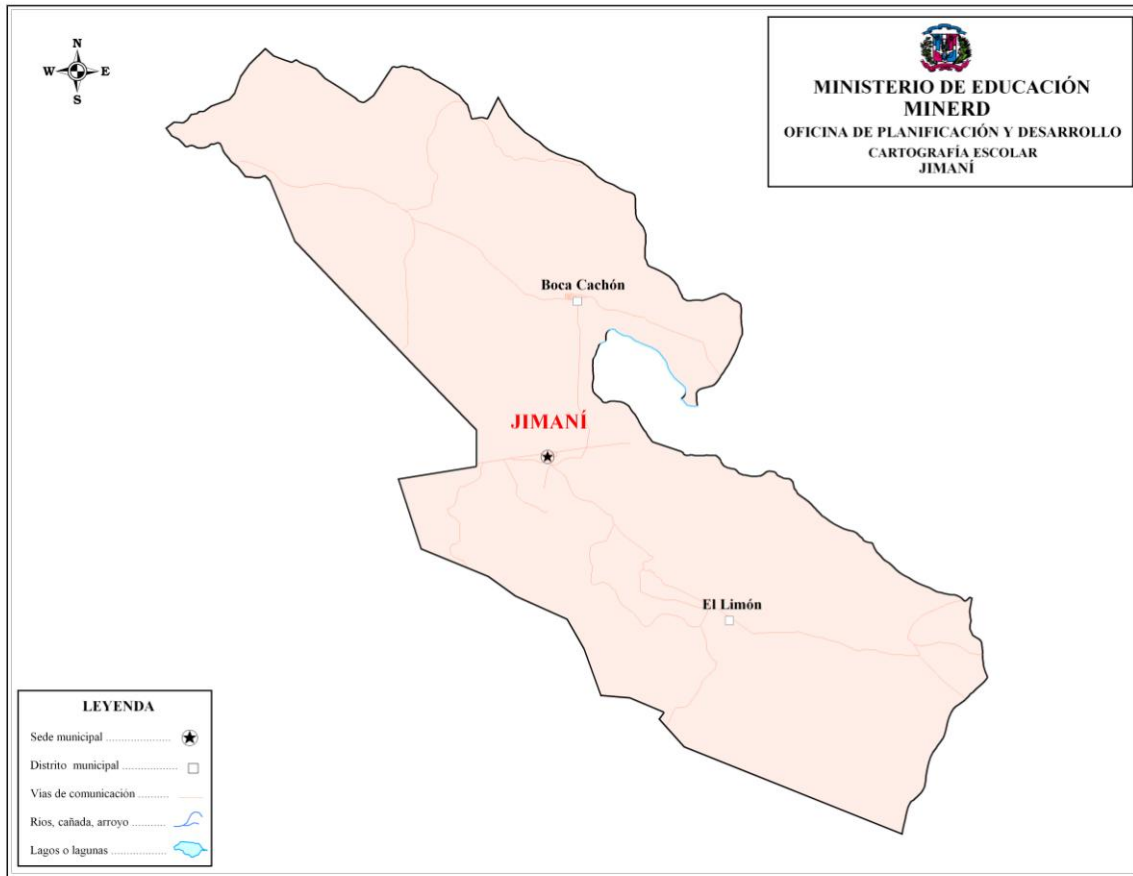 N
W E
S
MINISTERIO DE EDUCACIÓN
MINERD
OFICINA DE PLANIFICACIÓN Y DESARROLLO
CARTOGRAFÍA ESCOLAR
JIMANÍ
Boca Cachón
JIMANÍ
El Limón
LEYENDA
Sede municipal ......................
Distrito municipal ...................
Vias de comunicación ..........
Rios, cañada, arroyo ............
Lagos o lagunas ...................